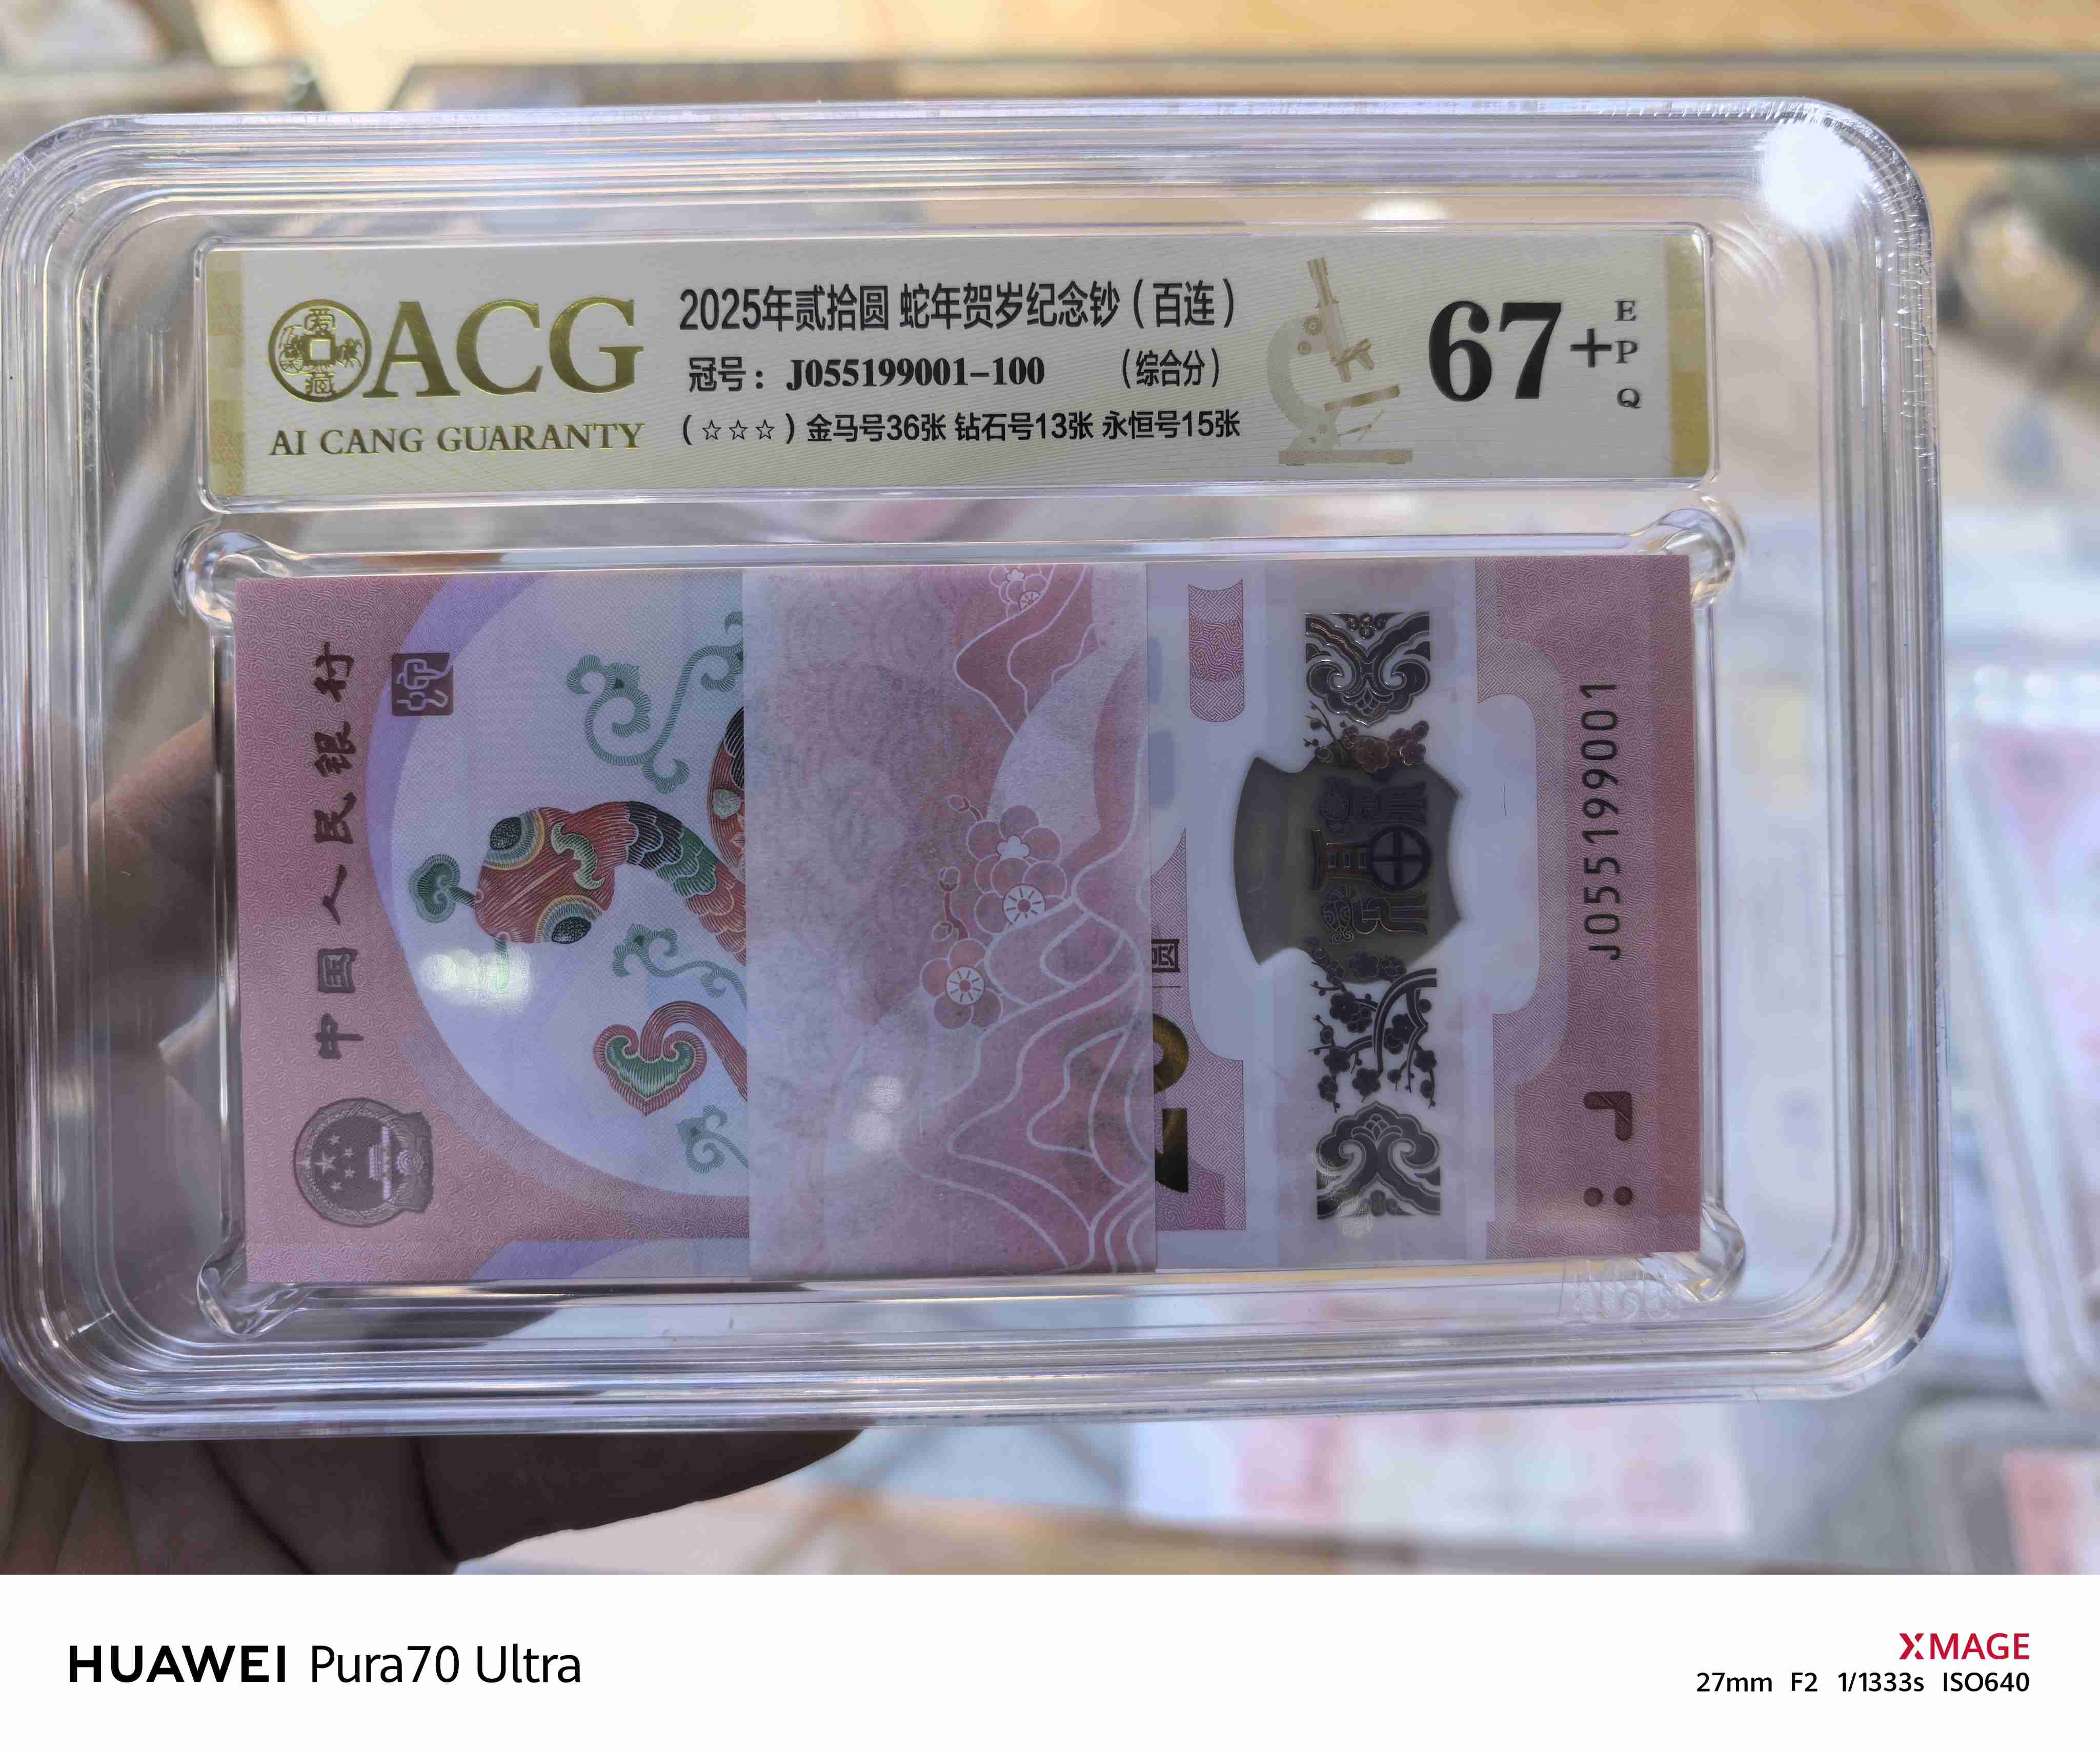 ACG
AI CANG GUARANTY
2025年贰拾圆 蛇年贺岁纪念钞（百连）
冠号：J055199001-100 （综合分）
（☆☆☆）金马号36张 钻石号13张 永恒号15张
67+
EPQ
中国人民银行
圆
J055199001
HUAWEI Pura70 Ultra
XMAGE
27mm F2 1/1333s ISO640